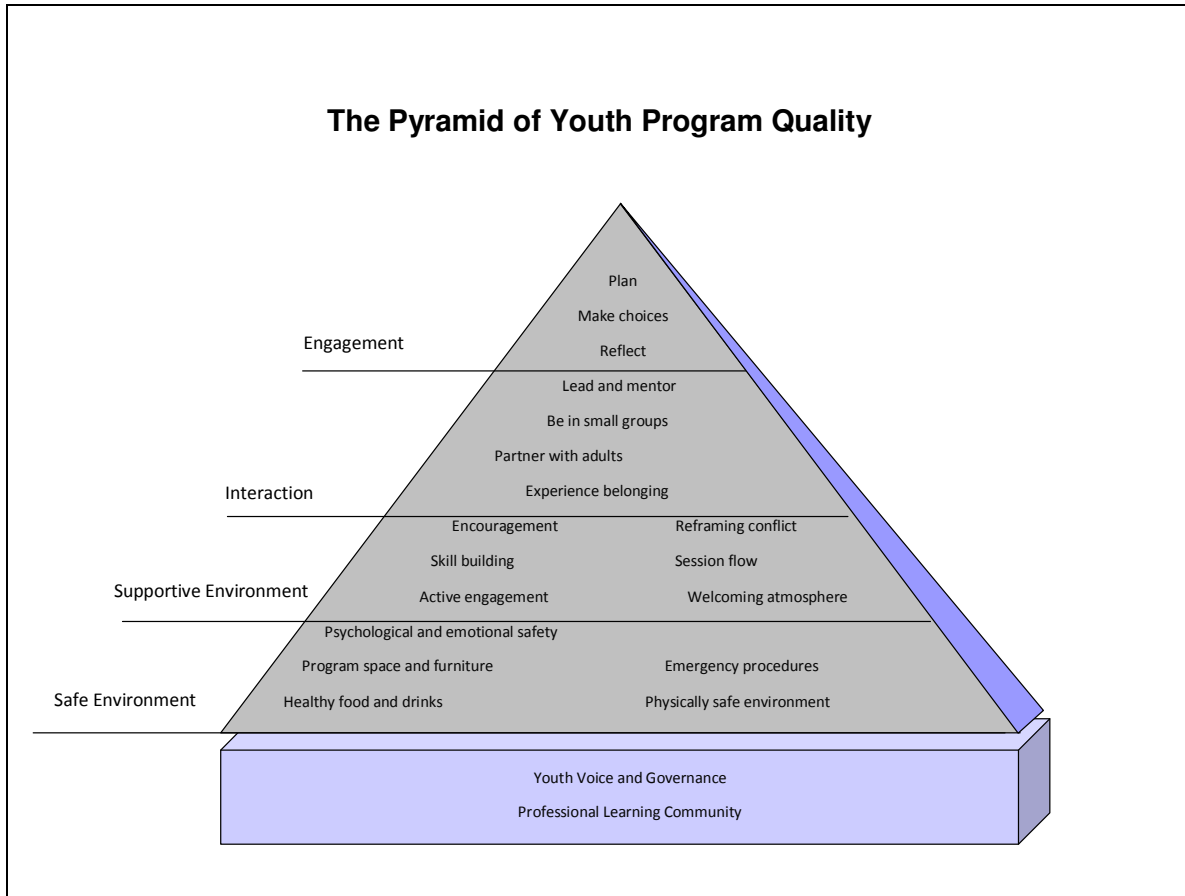 The Pyramid of Youth Program Quality
Plan
Make choices
Engagement
Reflect
Lead and mentor
Be in small groups
Partner with adults
Interaction
Experience belonging
Encouragement Reframing conflict
Skill building Session flow
Supportive Environment
Active engagement Welcoming atmosphere
Psychological and emotional safety
Program space and furniture Emergency procedures
Safe Environment
Healthy food and drinks Physically safe environment
Youth Voice and Governance
Professional Learning Community